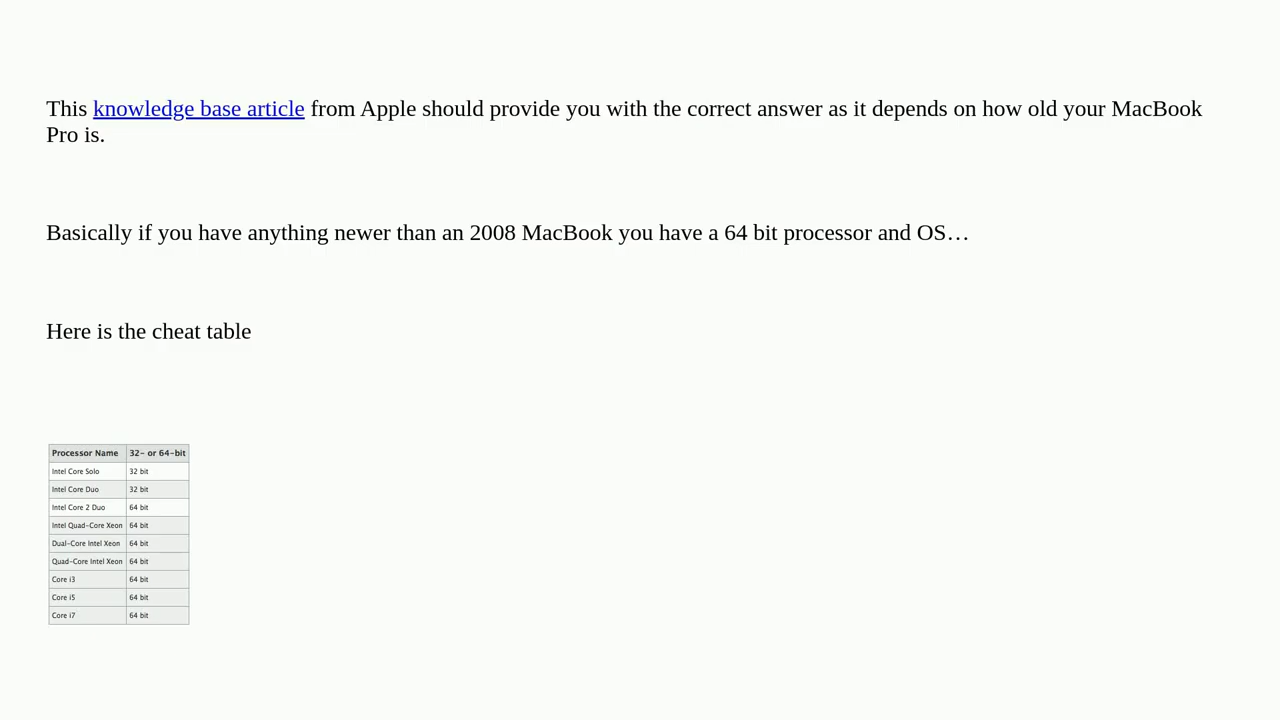 This knowledge base article from Apple should provide you with the correct answer as it depends on how old your MacBook
Pro is.
Basically if you have anything newer than an 2008 MacBook you have a 64 bit processor and OS…
Here is the cheat table
Processor Name 32- or 64-bit
Intel Core Solo 32 bit
Intel Core Duo 32 bit
Intel Core 2 Duo 64 bit
Intel Quad-Core Xeon 64 bit
Dual-Core Intel Xeon 64 bit
Quad-Core Intel Xeon 64 bit
Core i3 64 bit
Core i5 64 bit
Core i7 64 bit